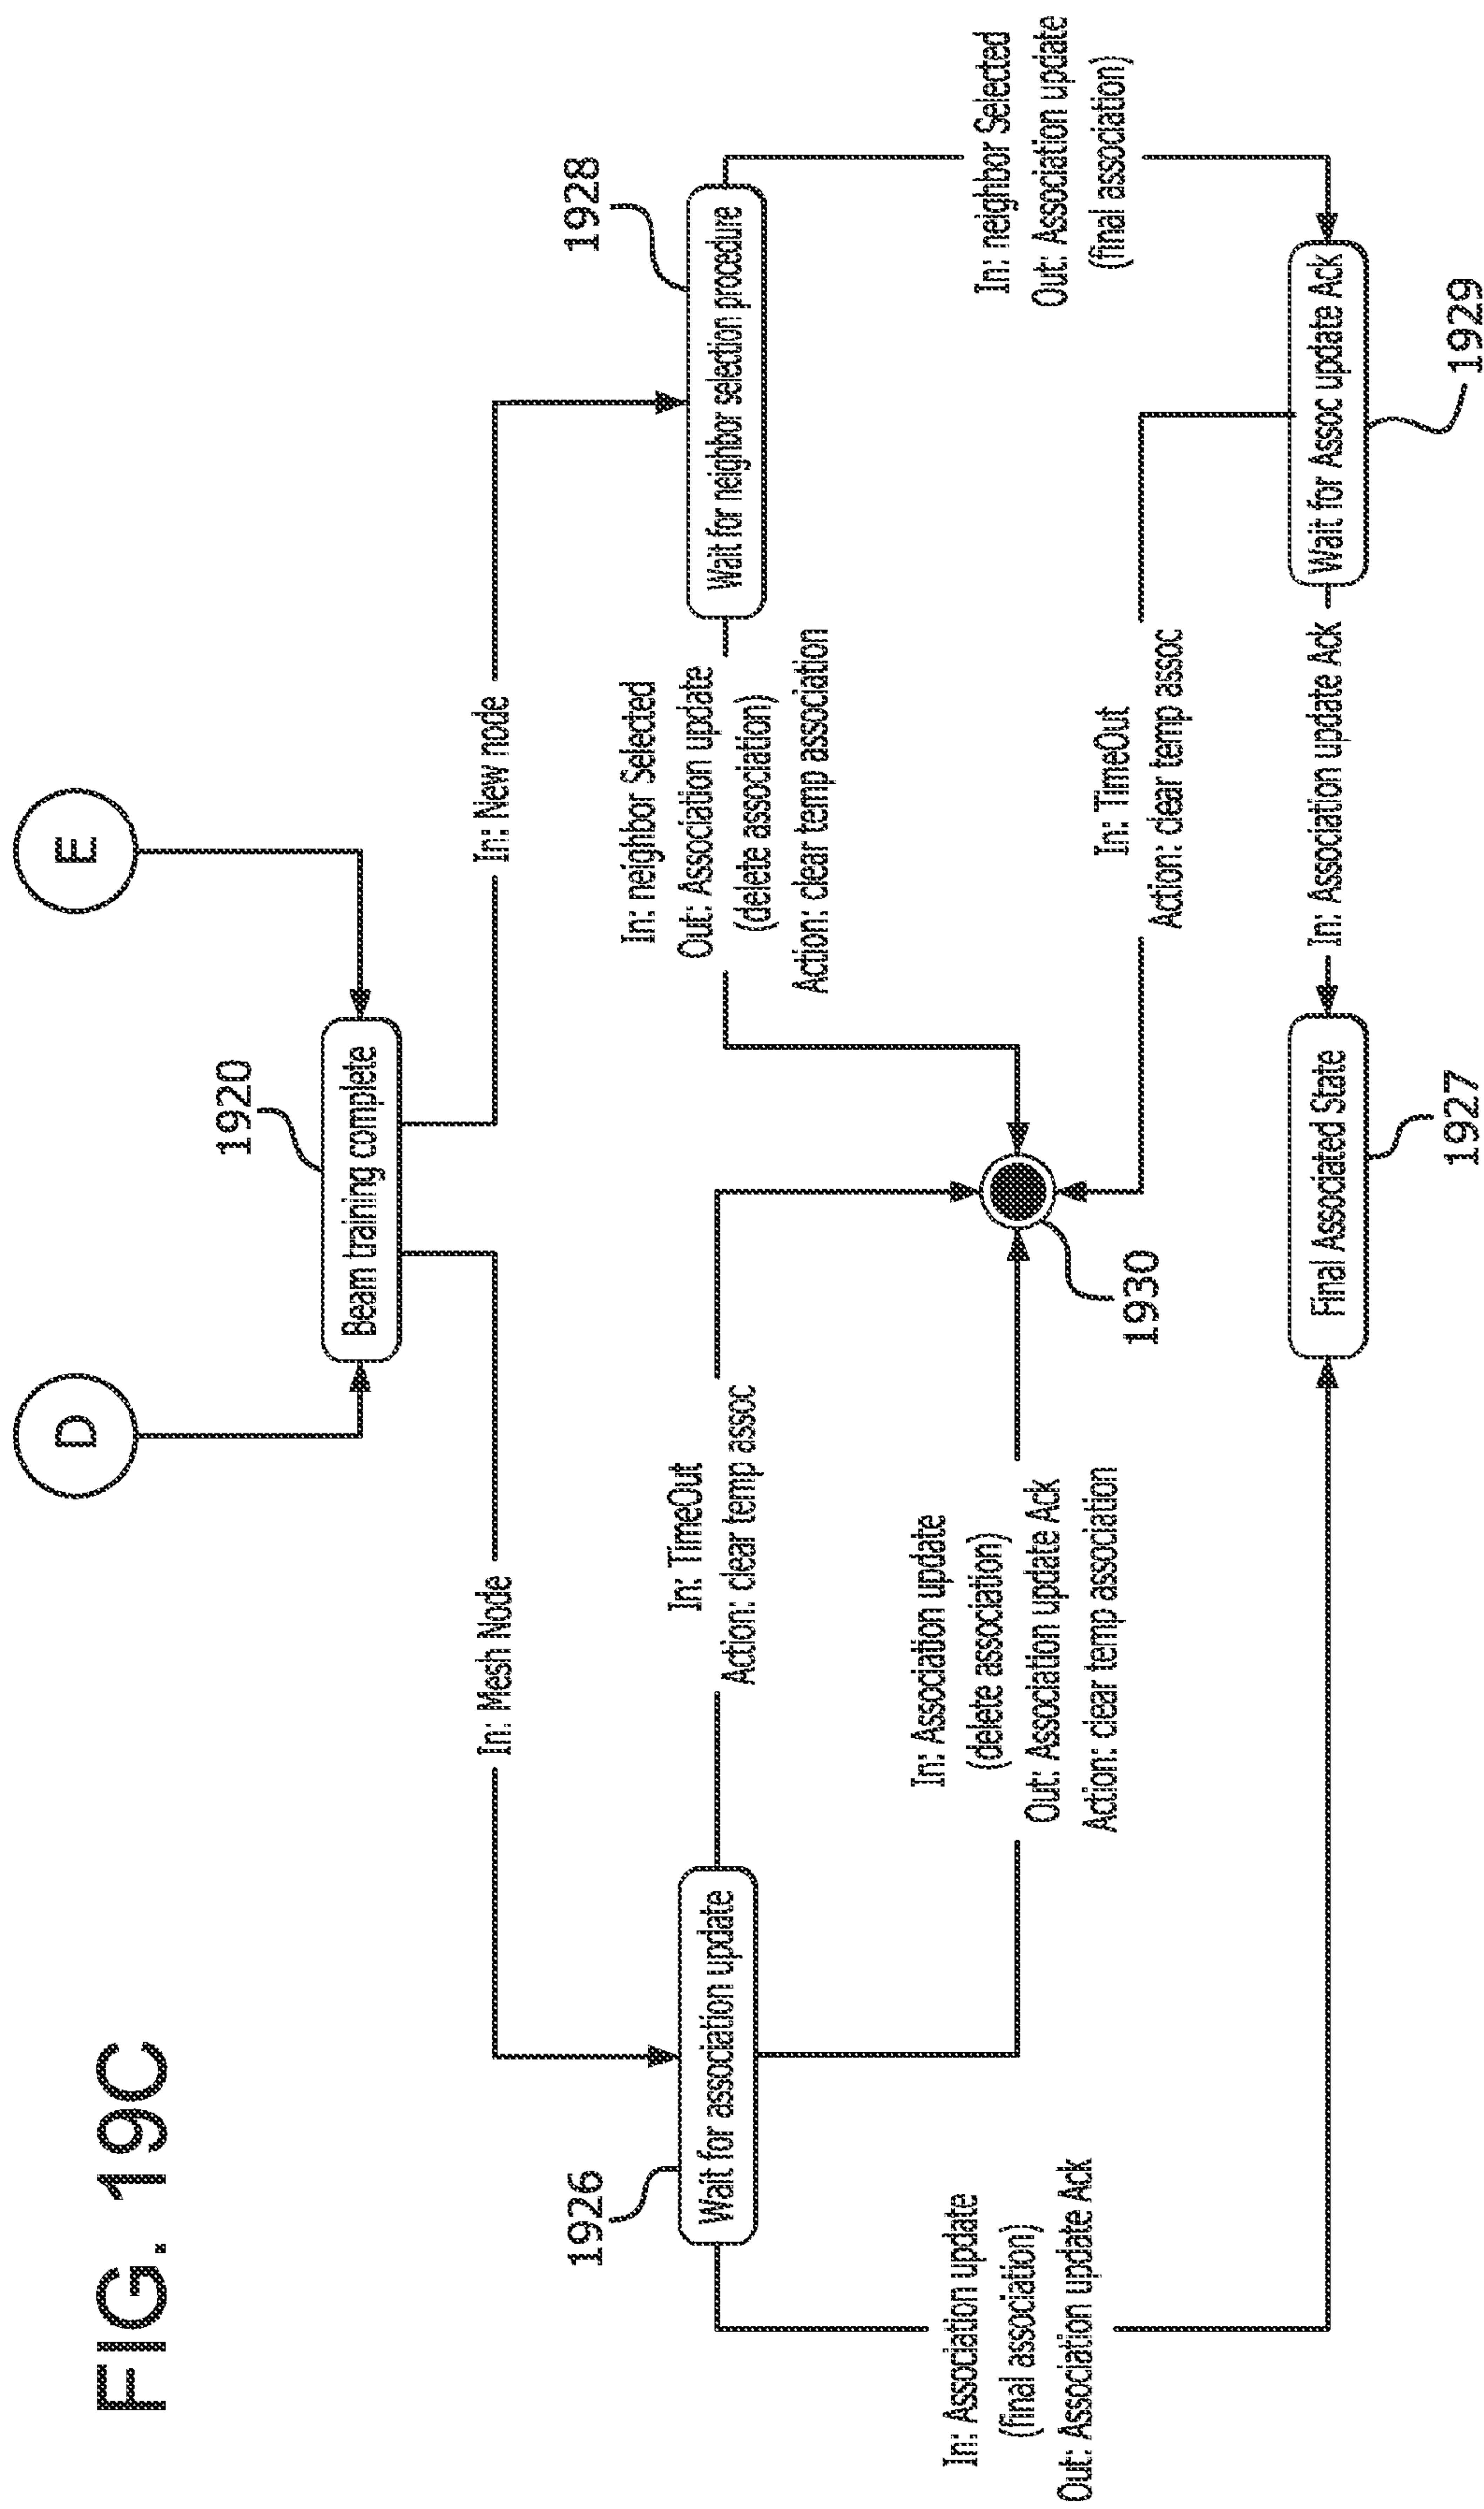 FIG. 19C
D
E
1920
Beam training complete
In: Mesh Node
In: New node
1926
Wait for association update
1928
Wait for neighbor selection procedure
In: TimeOut
Action: clear temp assoc
In: neighbor Selected
Out: Association update
(delete association)
Action: clear temp association
In: Association update
(final association)
Out: Association update Ack
In: Association update
(delete association)
Out: Association update Ack
Action: clear temp association
1930
In: TimeOut
Action: clear temp assoc
In: neighbor Selected
Out: Association update
(final association)
Final Associated State
1927
In: Association update Ack
Wait for Assoc update Ack
1929